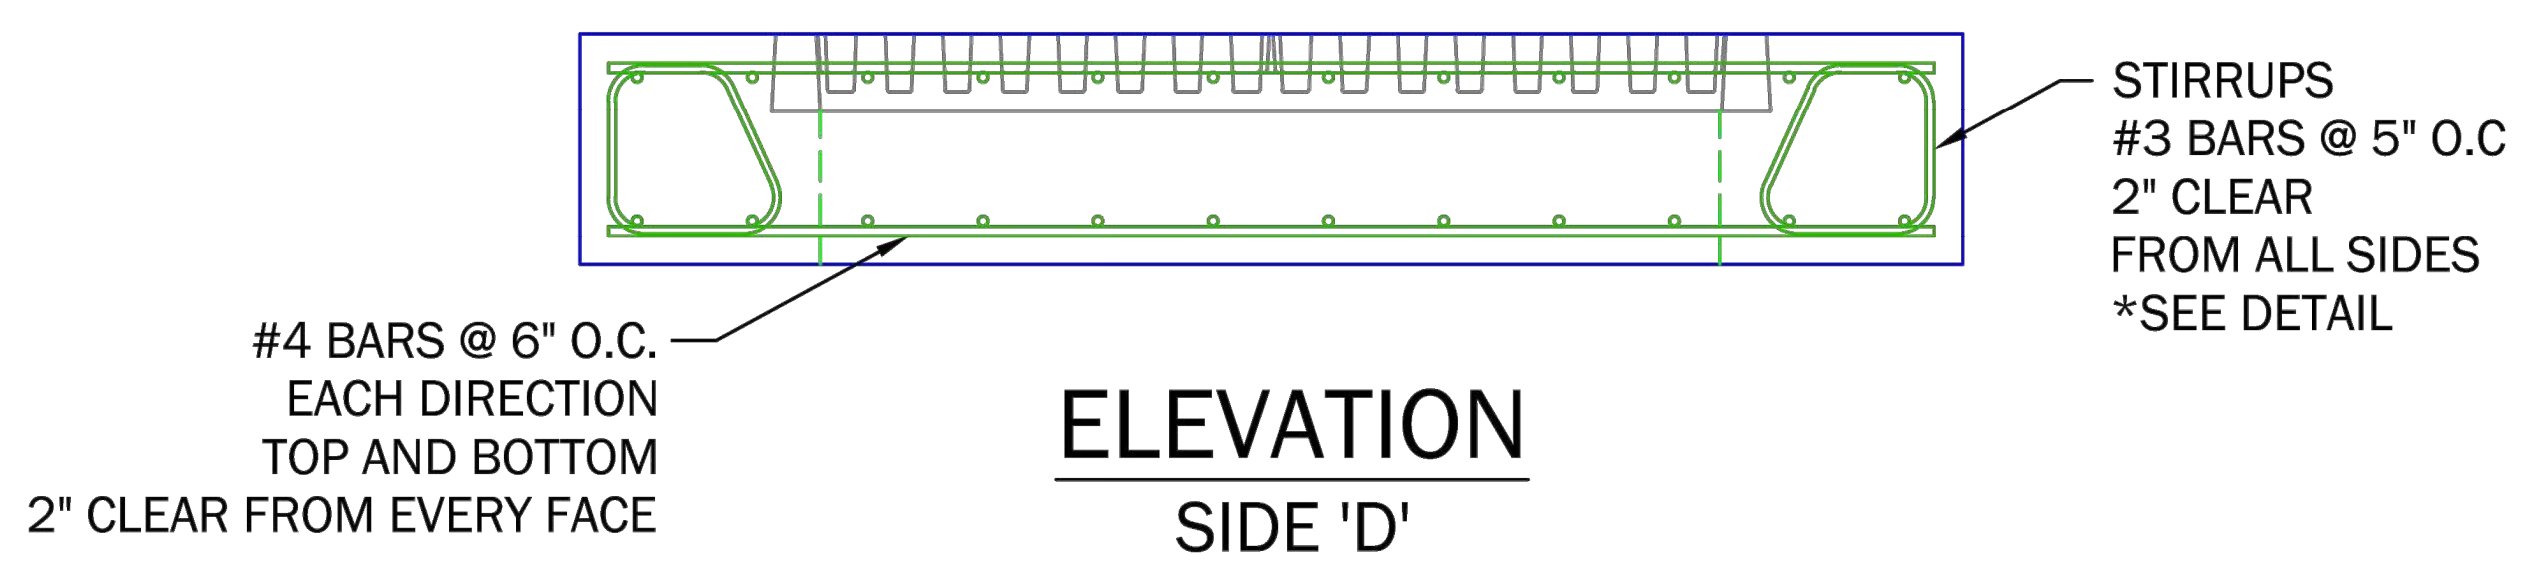 STIRRUPS
#3 BARS @ 5" O.C
2" CLEAR
FROM ALL SIDES
*SEE DETAIL
#4 BARS @ 6" O.C.
EACH DIRECTION
TOP AND BOTTOM
2" CLEAR FROM EVERY FACE
ELEVATION
SIDE 'D'